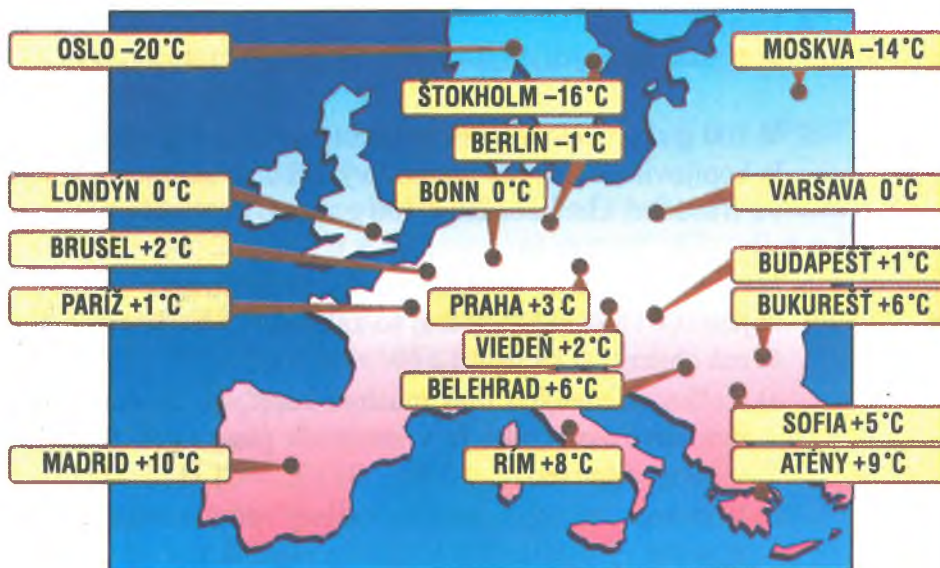 OSLO –20°C
MOSKVA –14°C
ŠTOKHOLM –16°C
BERLÍN –1°C
LONDÝN 0°C
BONN 0°C
VARŠAVA 0°C
BRUSEL +2°C
BUDAPEŠŤ +1°C
PARÍŽ +1°C
PRAHA +3 C
BUKUREŠŤ +6°C
VIEDEŇ +2°C
BELEHRAD +6°C
SOFIA +5°C
MADRID +10°C
RÍM +8°C
ATÉNY +9°C